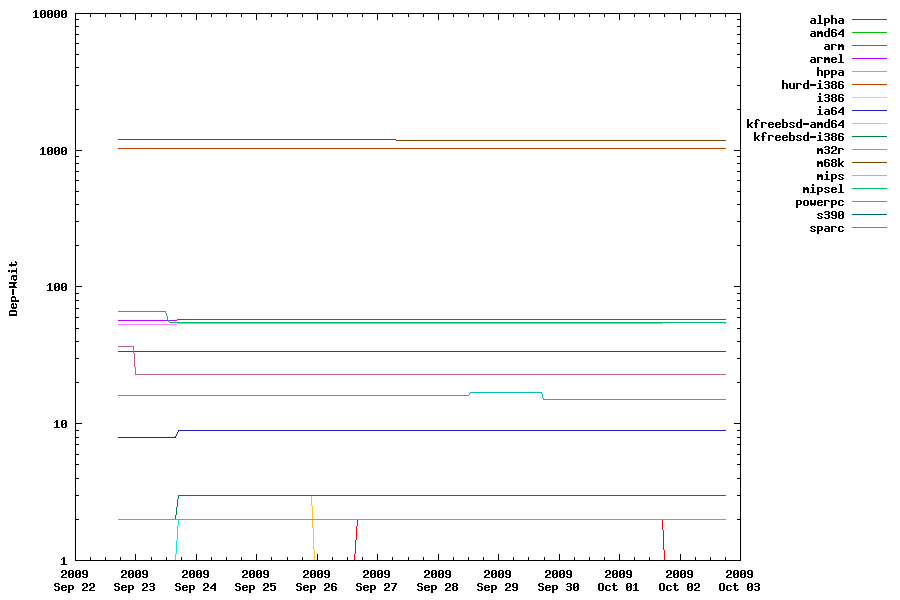 10000
1000
100
10
1
Dep-Wait
2009 2009 2009 2009 2009 2009 2009 2009 2009 2009 2009 2009
Sep 22 Sep 23 Sep 24 Sep 25 Sep 26 Sep 27 Sep 28 Sep 29 Sep 30 Oct 01 Oct 02 Oct 03
alpha
amd64
arm
armel
hppa
hurd-i386
i386
ia64
kfreebsd-amd64
kfreebsd-i386
m32r
m68k
mips
mipsel
powerpc
s390
sparc